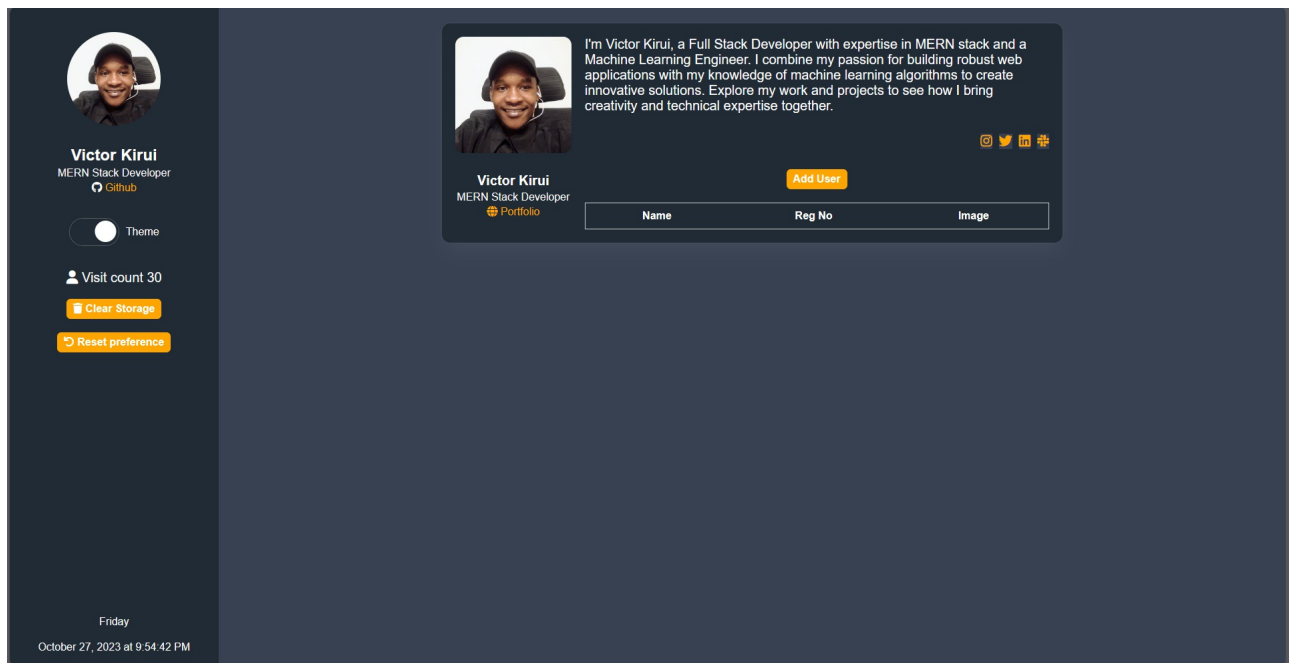 Victor Kirui
MERN Stack Developer
Github
Theme
Visit count 30
Clear Storage
Reset preference
Friday
October 27, 2023 at 9:54:42 PM
I'm Victor Kirui, a Full Stack Developer with expertise in MERN stack and a
Machine Learning Engineer. I combine my passion for building robust web
applications with my knowledge of machine learning algorithms to create
innovative solutions. Explore my work and projects to see how I bring
creativity and technical expertise together.
Victor Kirui
MERN Stack Developer
Portfolio
Add User
Name Reg No Image